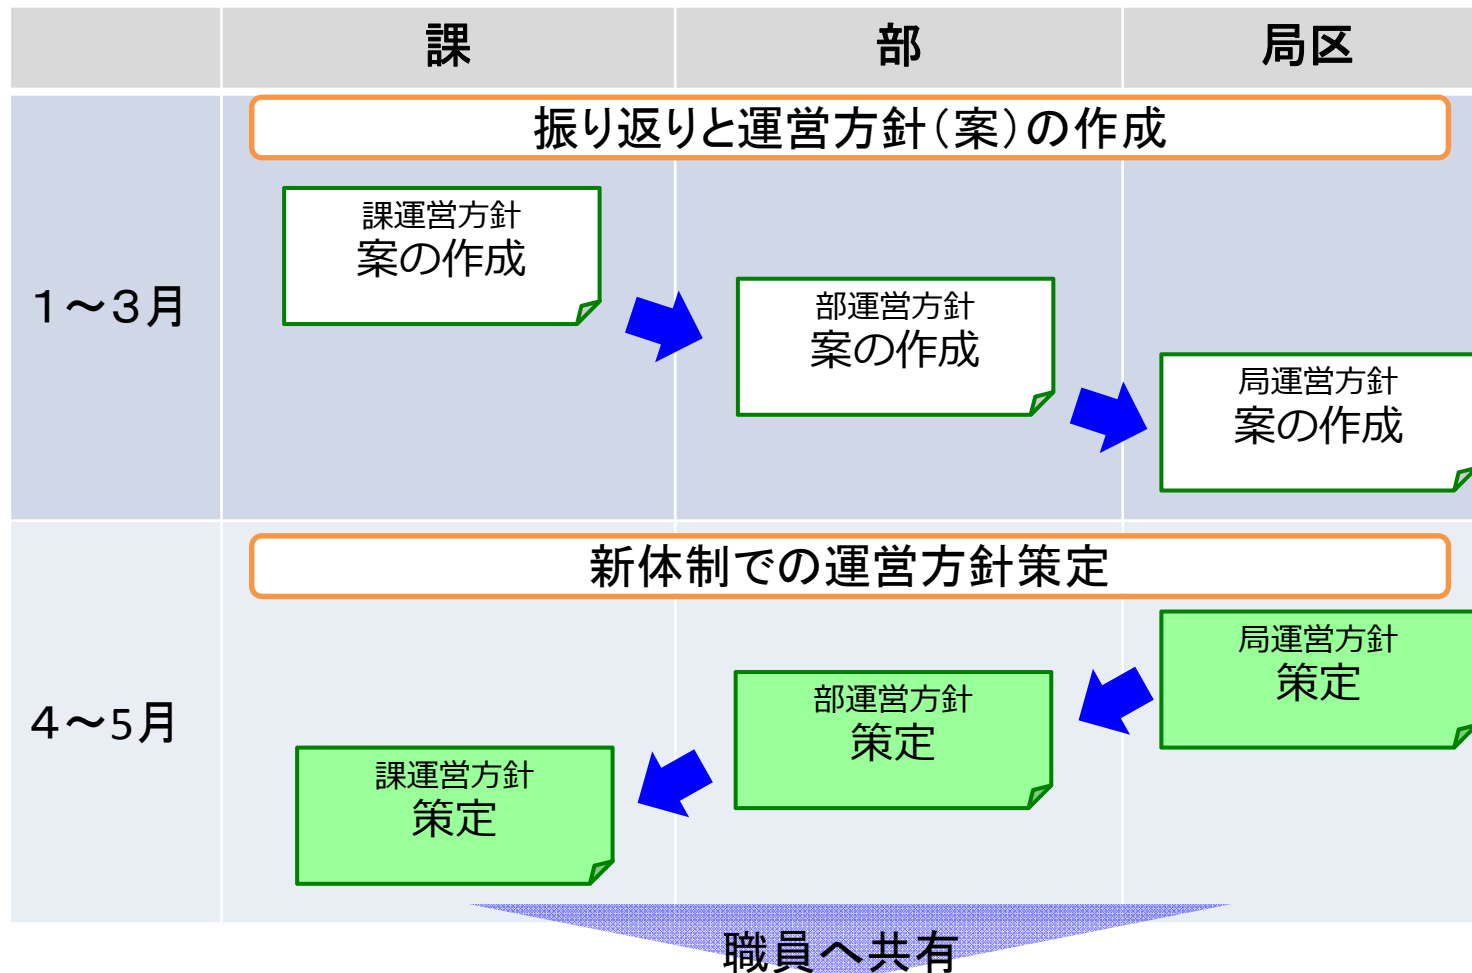 課
部
局区
振り返りと運営方針（案）の作成
１～３月
課運営方針
案の作成
部運営方針
案の作成
局運営方針
案の作成
新体制での運営方針策定
４～5月
局運営方針
策定
部運営方針
策定
課運営方針
策定
職員へ共有